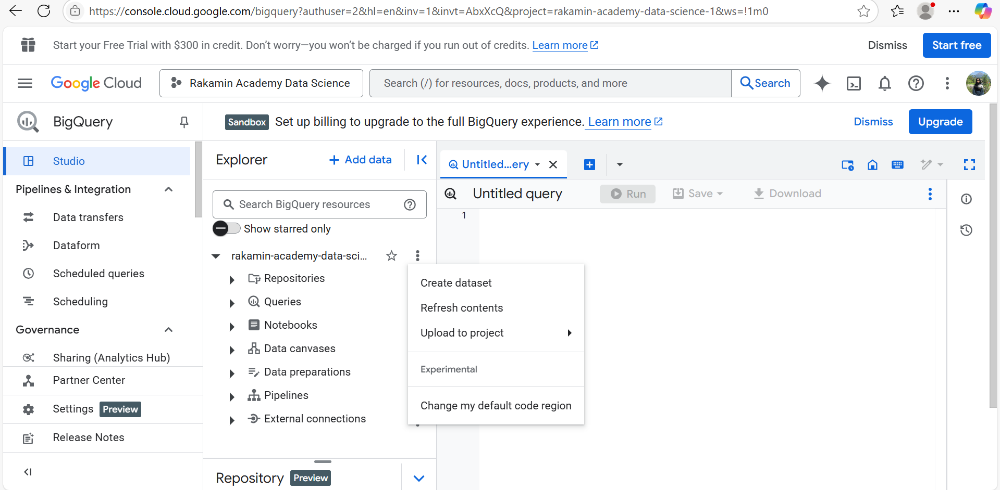 https://console.cloud.google.com/bigquery?authuser=2&hl=en&inv=1&invt=AbxXcQ&project=rakamin-academy-data-science-1&ws=!1m0
Start your Free Trial with $300 in credit. Don’t worry—you won’t be charged if you run out of credits. Learn more
Dismiss
Start free
Google Cloud
Rakamin Academy Data Science
Search (/) for resources, docs, products, and more
Search
BigQuery
Sandbox Set up billing to upgrade to the full BigQuery experience. Learn more
Dismiss
Upgrade
Studio
Pipelines & Integration
Data transfers
Dataform
Scheduled queries
Scheduling
Governance
Sharing (Analytics Hub)
Partner Center
Settings Preview
Release Notes
Explorer
+ Add data
Search BigQuery resources
Show starred only
rakamin-academy-data-sci...
Repositories
Queries
Notebooks
Data canvases
Data preparations
Pipelines
External connections
Repository Preview
Create dataset
Refresh contents
Upload to project
Experimental
Change my default code region
Untitled...ery
Untitled query
Run
Save
Download
1